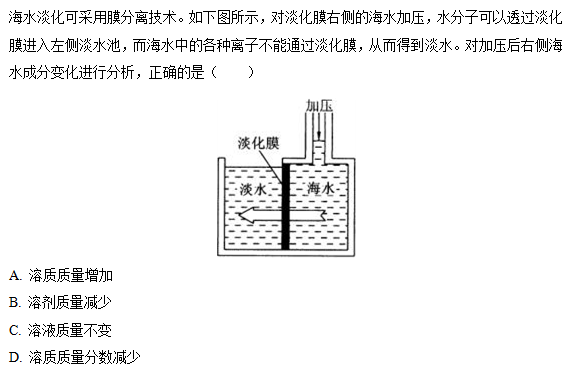 海水淡化可采用膜分离技术。如下图所示，对淡化膜右侧的海水加压，水分子可以透过淡化
膜进入左侧淡水池，而海水中的各种离子不能通过淡化膜，从而得到淡水。对加压后右侧海
水成分变化进行分析，正确的是（　　）
加压
淡化膜
淡水
海水
A. 溶质质量增加
B. 溶剂质量减少
C. 溶液质量不变
D. 溶质质量分数减少